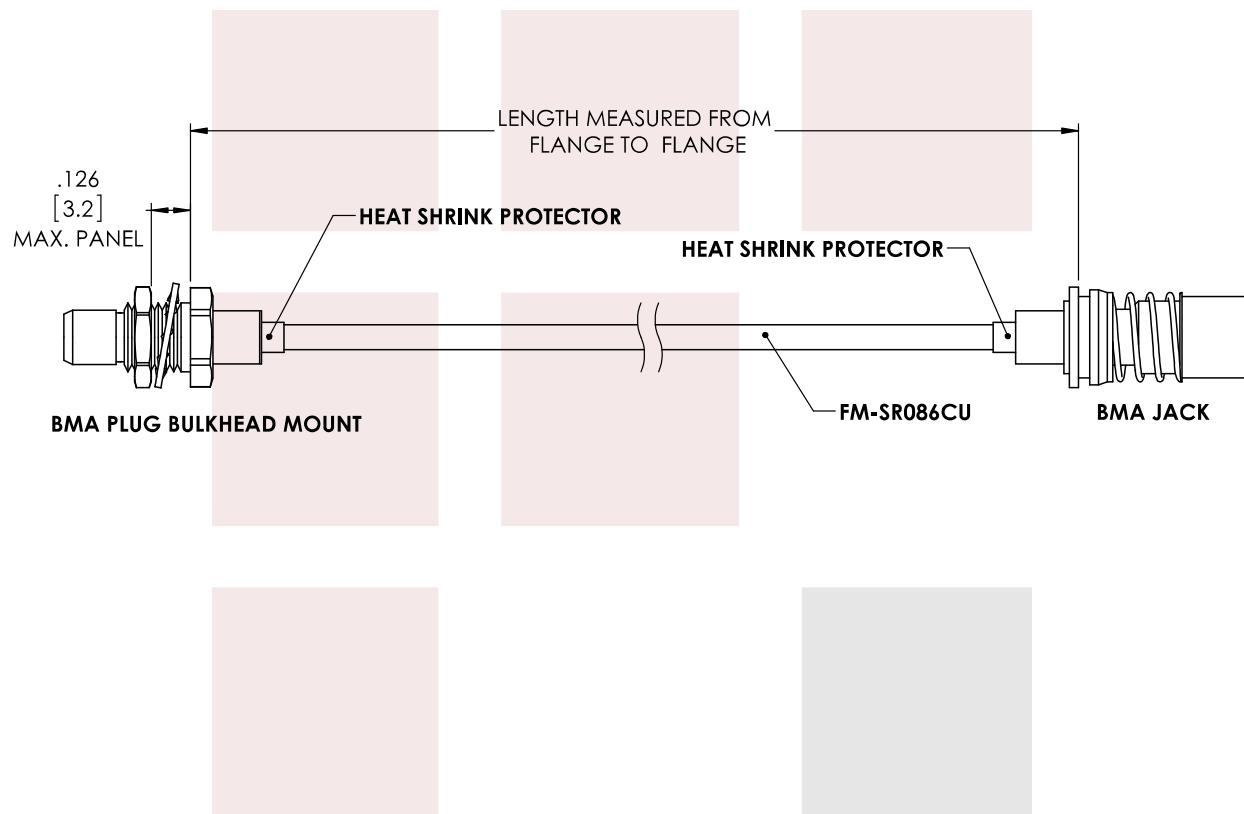 LENGTH MEASURED FROM
FLANGE TO FLANGE
.126
[3.2]
MAX. PANEL
HEAT SHRINK PROTECTOR
HEAT SHRINK PROTECTOR
FM-SR086CU
BMA PLUG BULKHEAD MOUNT
BMA JACK